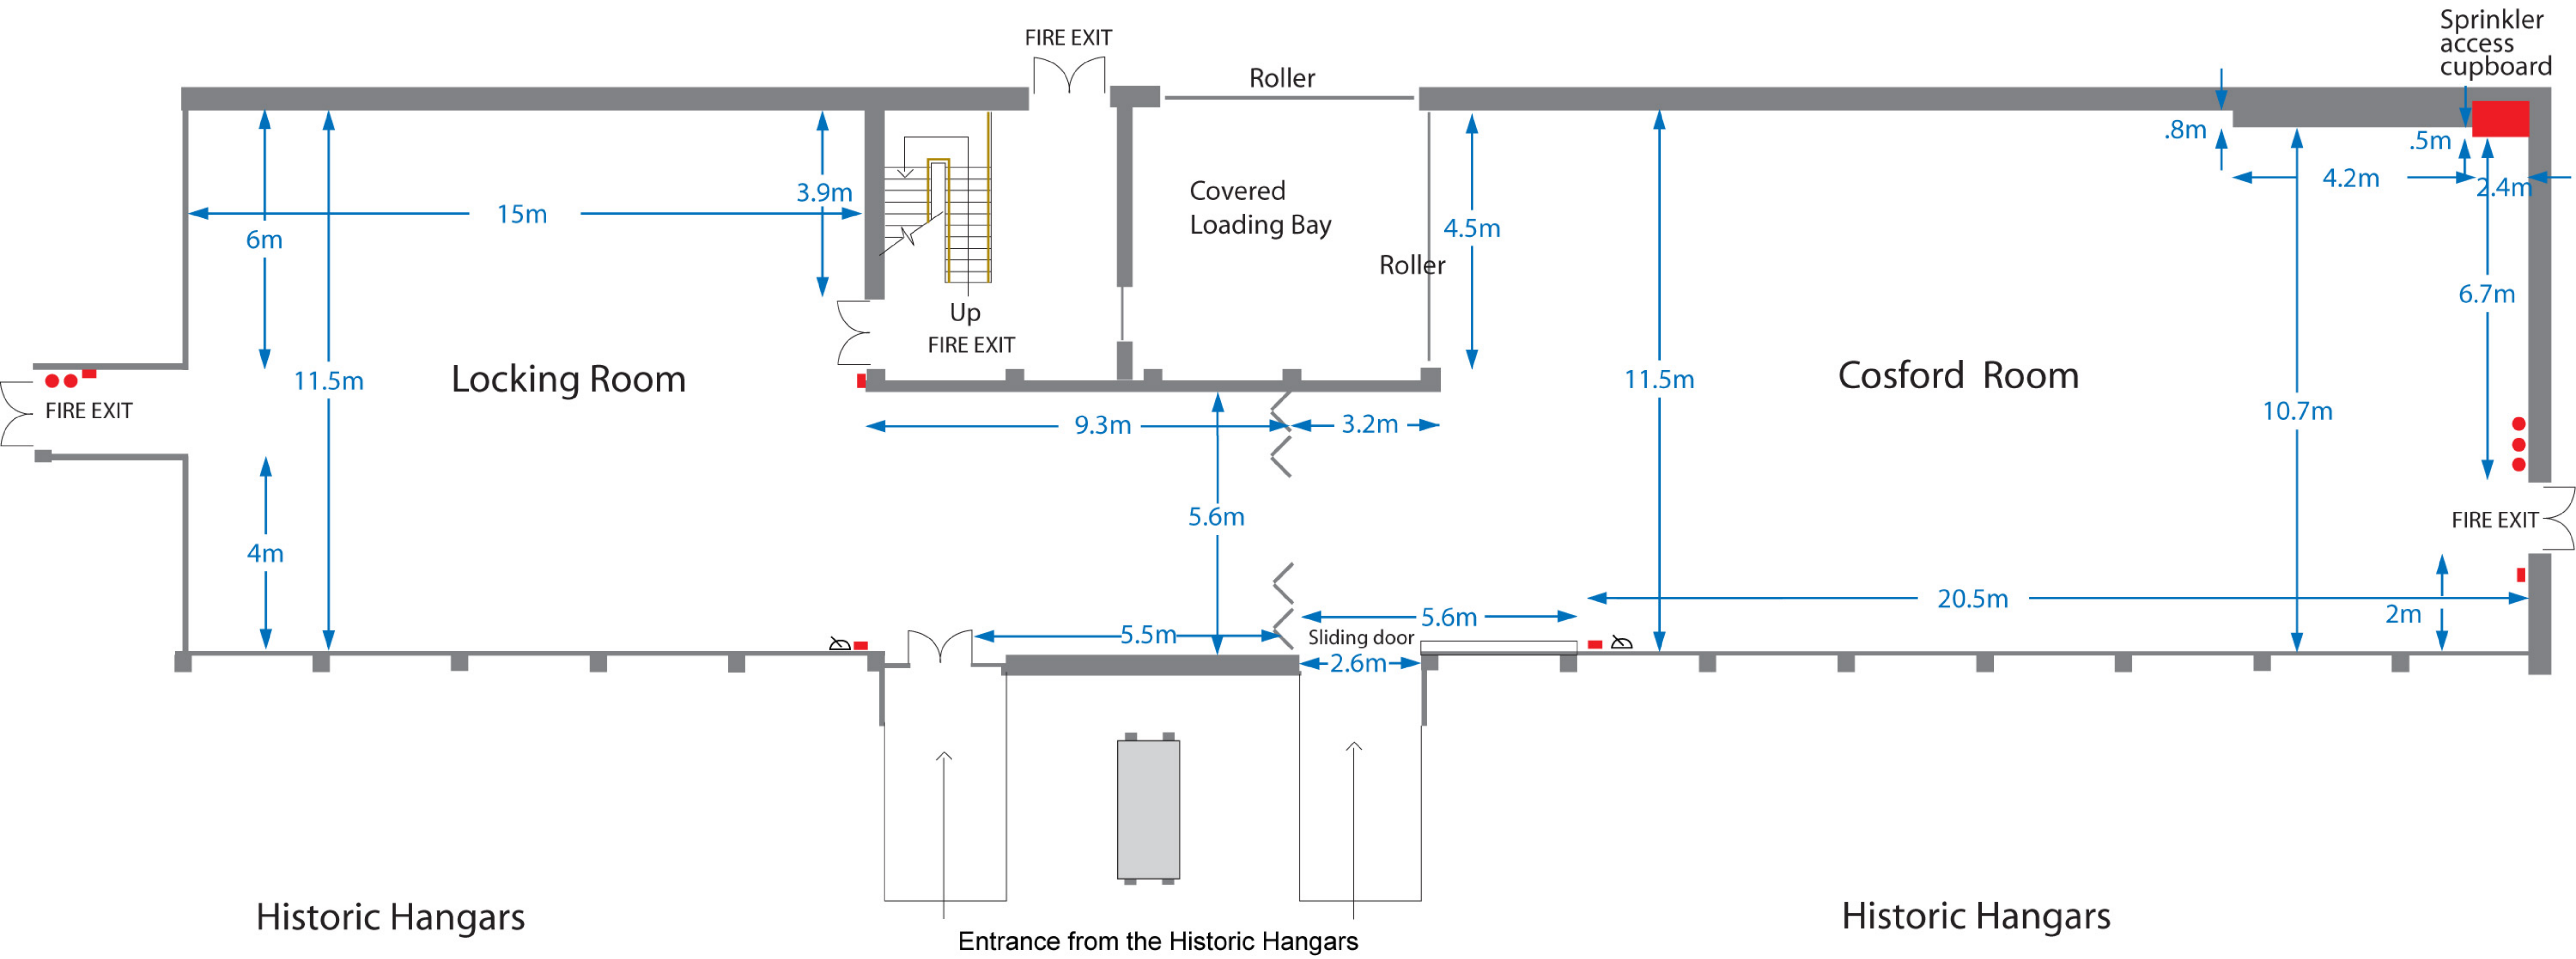 Sprinkler
access
cupboard
FIRE EXIT
Roller
.8m
.5m
3.9m
15m
6m
Covered
Loading Bay
4.5m
4.2m
2.4m
Roller
6.7m
Up
FIRE EXIT
11.5m
Locking Room
11.5m
Cosford Room
FIRE EXIT
9.3m
3.2m
10.7m
5.6m
FIRE EXIT
4m
20.5m
2m
5.5m
5.6m
Sliding door
2.6m
Historic Hangars
Historic Hangars
Entrance from the Historic Hangars